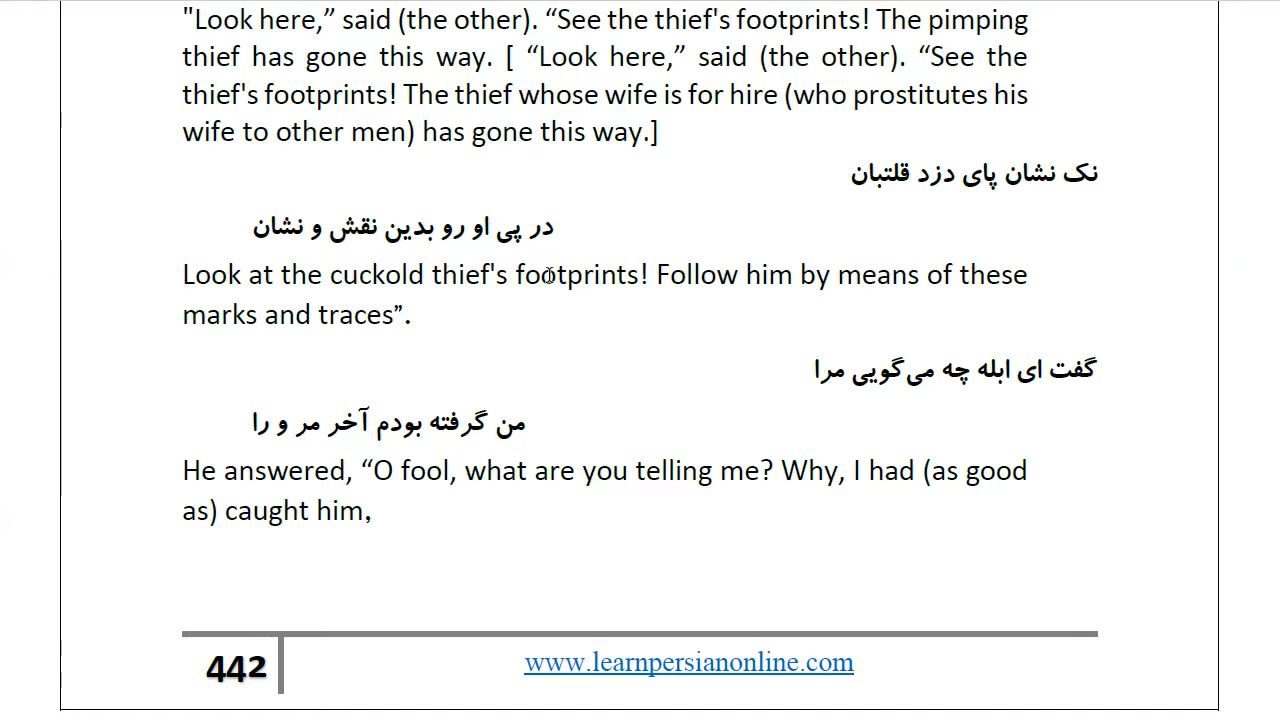 "Look here,” said (the other). “See the thief's footprints! The pimping
thief has gone this way. [ “Look here,” said (the other). “See the
thief's footprints! The thief whose wife is for hire (who prostitutes his
wife to other men) has gone this way.]
نک نشان پای دزد قلتبان
در پی او رو بدین نقش و نشان
Look at the cuckold thief's footprints! Follow him by means of these
marks and traces”.
گفت ای ابله چه می‌گویی مرا
من گرفته بودم آخر مر و را
He answered, “O fool, what are you telling me? Why, I had (as good
as) caught him,
442
www.learnpersianonline.com